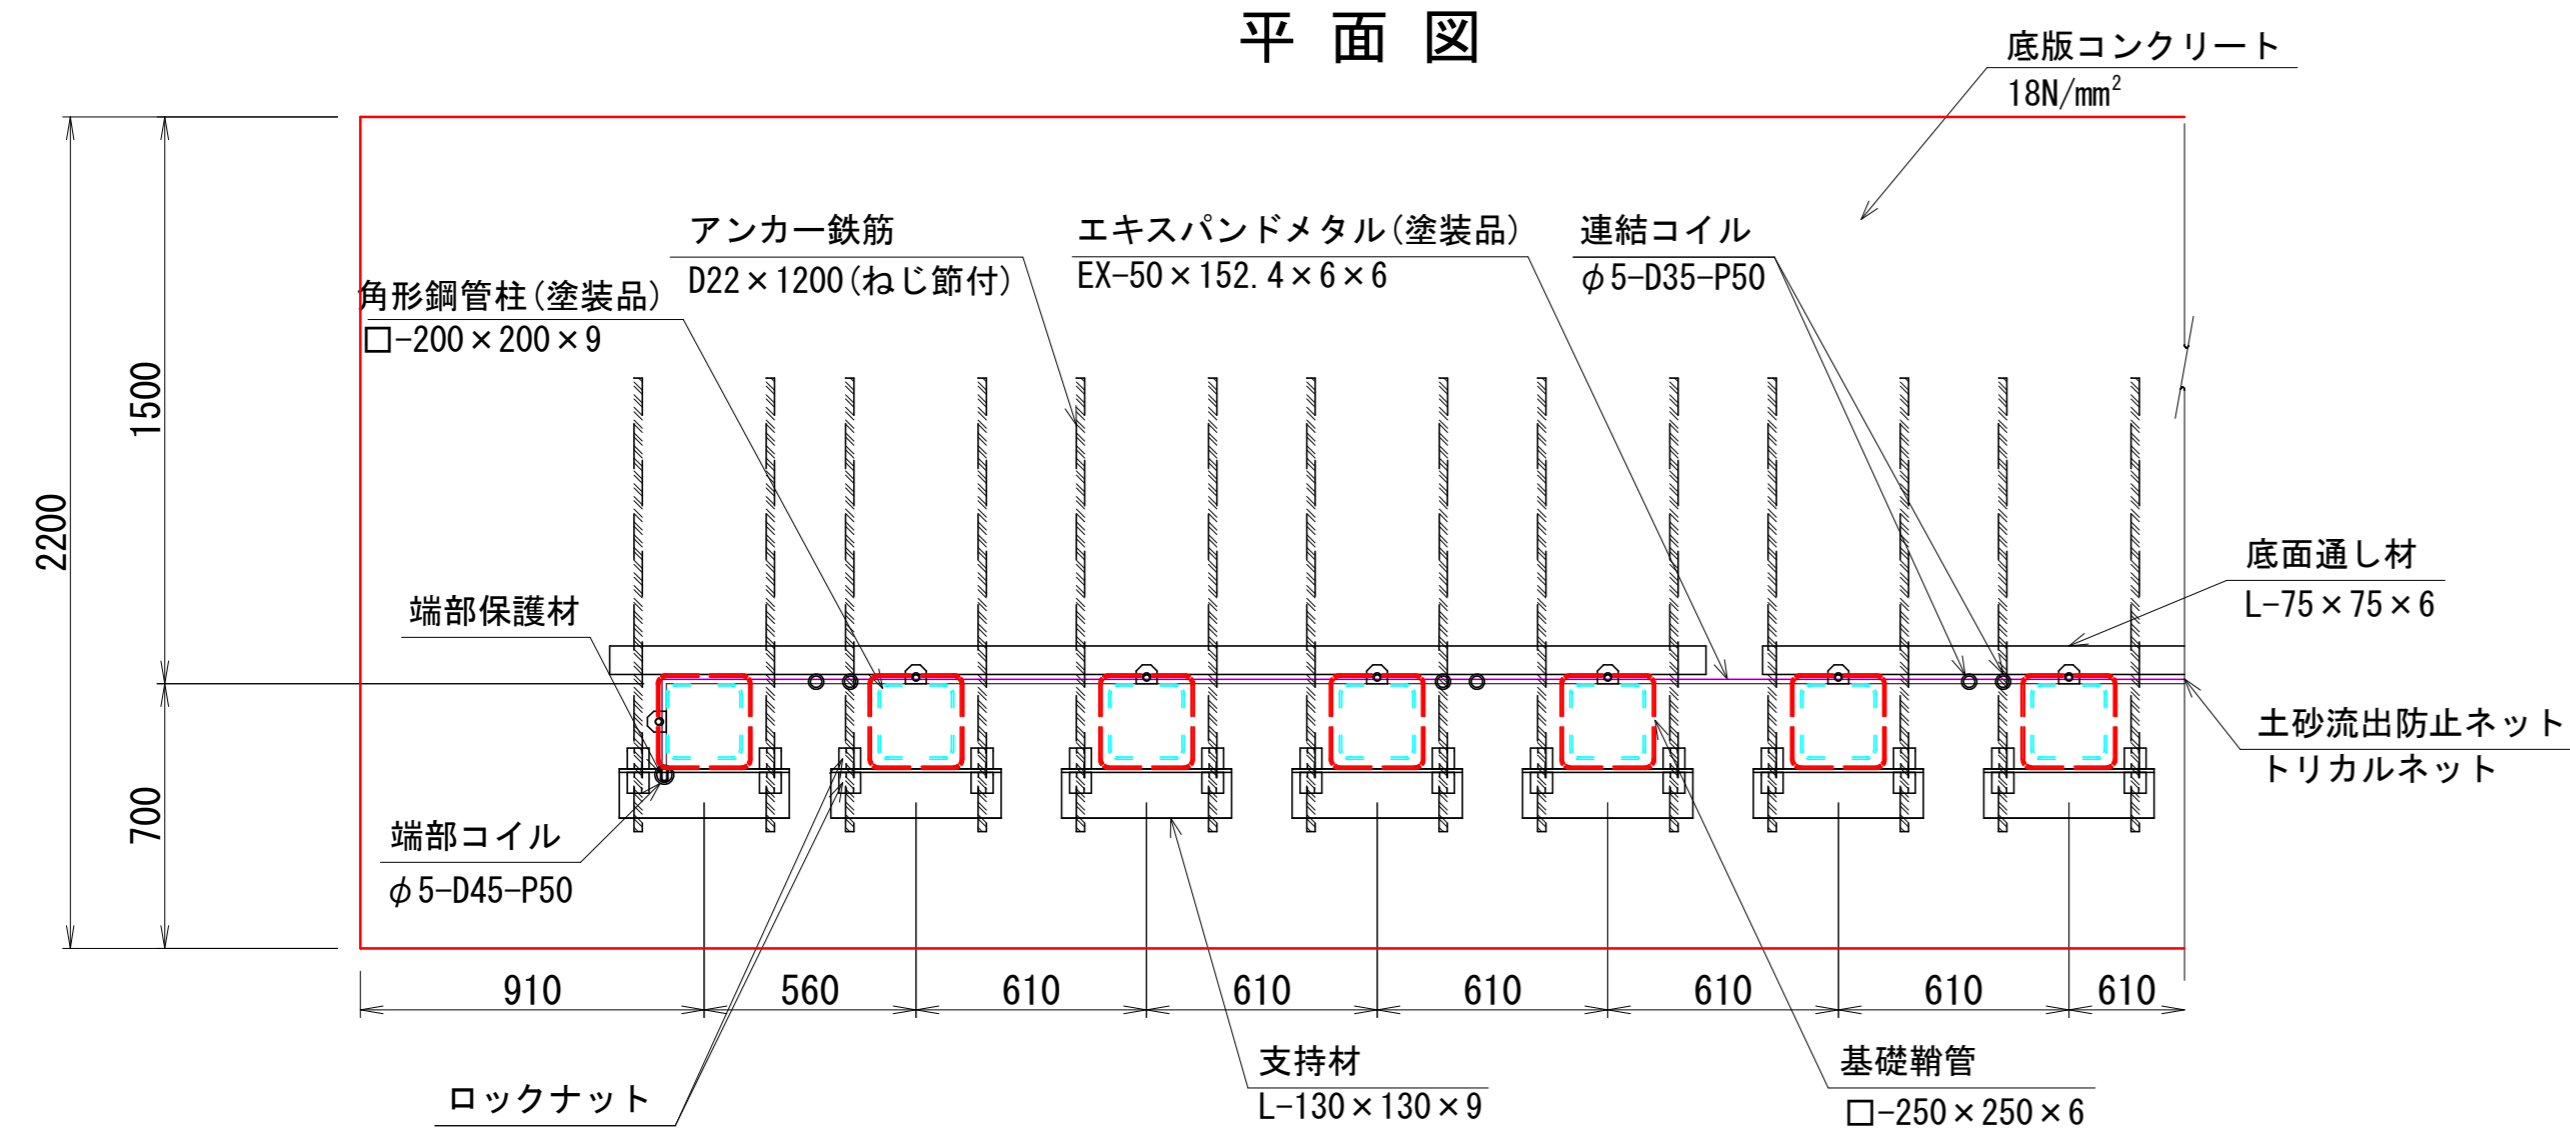 平面図
底版コンクリート
18N/mm²
アンカー鉄筋
D22×1200(ねじ節付)
エキスパンドメタル(塗装品)
EX-50×152.4×6×6
連結コイル
φ5-D35-P50
角形鋼管柱(塗装品)
□-200×200×9
1500
2200
700
端部保護材
底面通し材
L-75×75×6
土砂流出防止ネット
トリカルネット
端部コイル
φ5-D45-P50
910 560 610 610 610 610 610 610
ロックナット
支持材
L-130×130×9
基礎鞘管
□-250×250×6